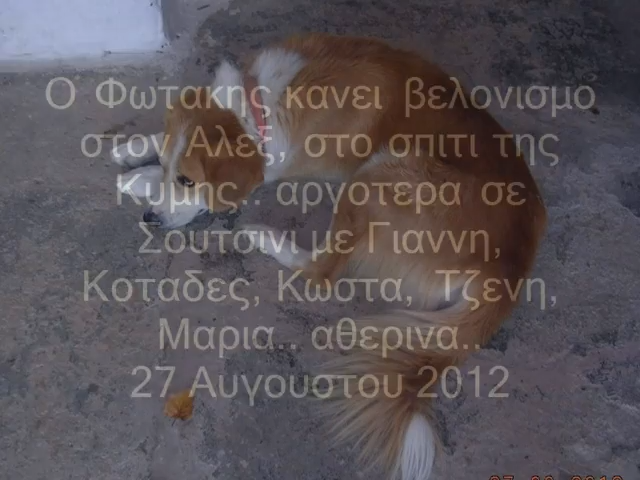 Ο Φωτακης κανει βελονισμο
στον Αλεξ, στο σπιτι της
Κυμης.. αργοτερα σε
Σουτσινι με Γιαννη,
Κοταδες, Κωστα, Τζενη,
Μαρια.. αθερινα..
27 Αυγουστου 2012